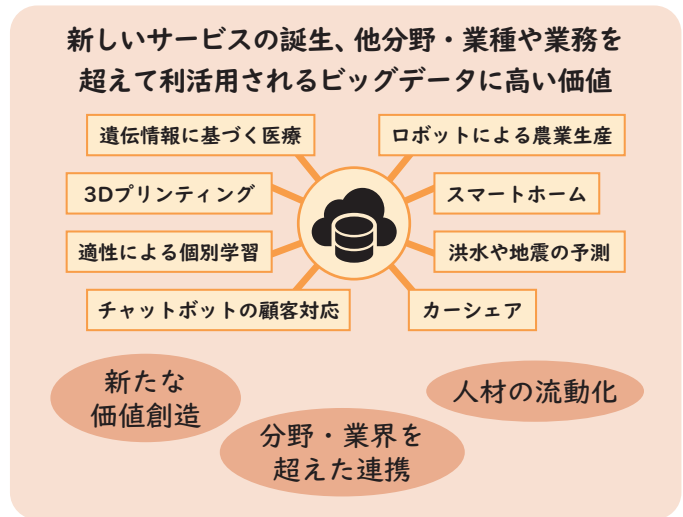 新しいサービスの誕生、他分野・業種や業務を
超えて利活用されるビッグデータに高い価値
遺伝情報に基づく医療
ロボットによる農業生産
3Dプリンティング
スマートホーム
適性による個別学習
洪水や地震の予測
チャットボットの顧客対応
カーシェア
新たな
価値創造
人材の流動化
分野・業界を
超えた連携